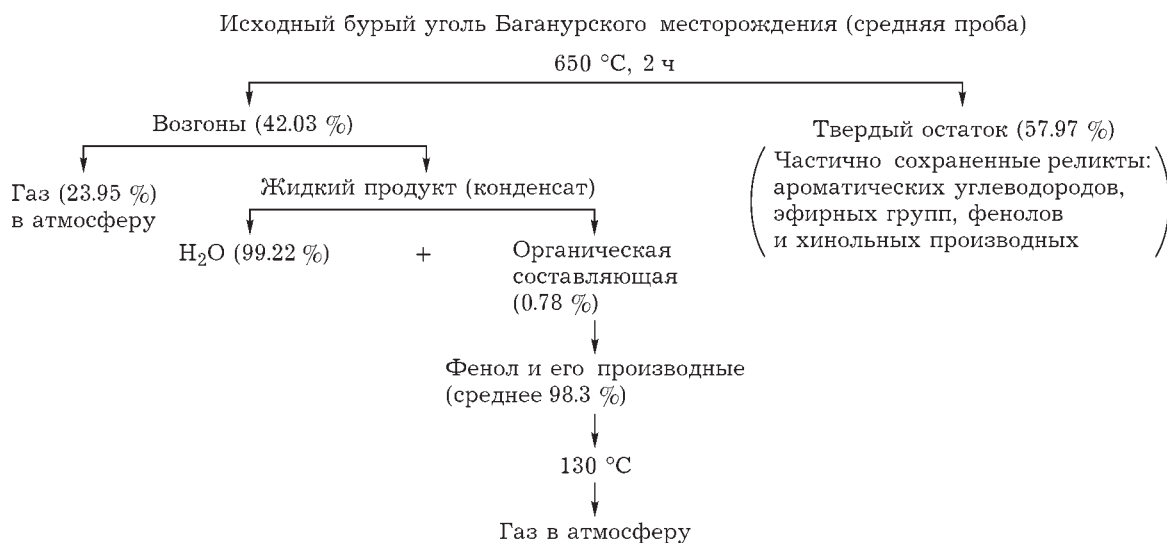 Исходный бурый уголь Баганурского месторождения (средняя проба)
650 °C, 2 ч
Возгоны (42.03 %)
Твердый остаток (57.97 %)
Газ (23.95 %)
в атмосферу
Жидкий продукт (конденсат)
Частично сохраненные реликты:
ароматических углеводородов,
эфирных групп, фенолов
и хинольных производных
H₂O (99.22 %) + Органическая
составляющая
(0.78 %)
Фенол и его производные
(среднее 98.3 %)
130 °C
Газ в атмосферу